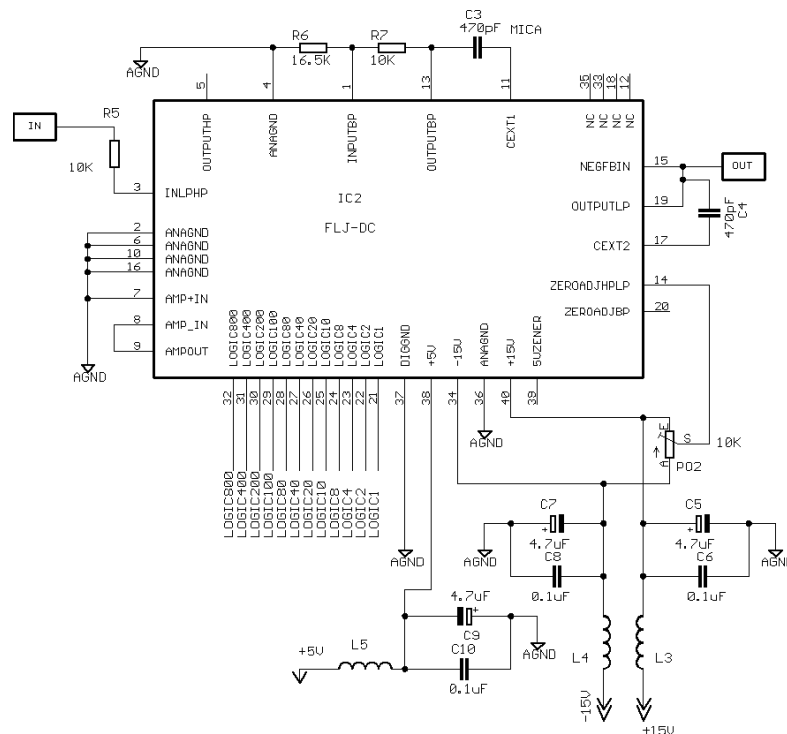 C3
470pF MICA
R6
R7
16.5K
10K
AGND
5
4
1
13
11
35
33
18
12
OUTPUTHP
ANAGND
INPUTBP
OUTPUTBP
CEXT1
NC
NC
NC
NC
IN
R5
10K
3
INLPHP
IC2
FLJ-DC
NEGFBIN
15
OUT
OUTPUTLP
19
470pF
C4
CEXT2
17
2
ANAGND
6
ANAGND
10
ANAGND
16
ANAGND
7
AMP+IN
8
AMP_IN
9
AMPOUT
AGND
ZEROADJHPLP
14
ZEROADJBP
20
LOGIC800
LOGIC400
LOGIC200
LOGIC100
LOGIC80
LOGIC40
LOGIC20
LOGIC10
LOGIC8
LOGIC4
LOGIC2
LOGIC1
DIGGND
+5V
-15V
ANAGND
+15V
5VZENER
32
31
30
29
28
27
26
25
24
23
22
21
37
38
34
36
40
39
AGND
E
S
A
10K
PO2
LOGIC800
LOGIC400
LOGIC200
LOGIC100
LOGIC80
LOGIC40
LOGIC20
LOGIC10
LOGIC8
LOGIC4
LOGIC2
LOGIC1
AGND
C7
+
4.7uF
C8
0.1uF
AGND
C5
+
4.7uF
C6
0.1uF
AGND
4.7uF
+
C9
C10
0.1uF
AGND
+5V
L5
L4
L3
-15V
+15V